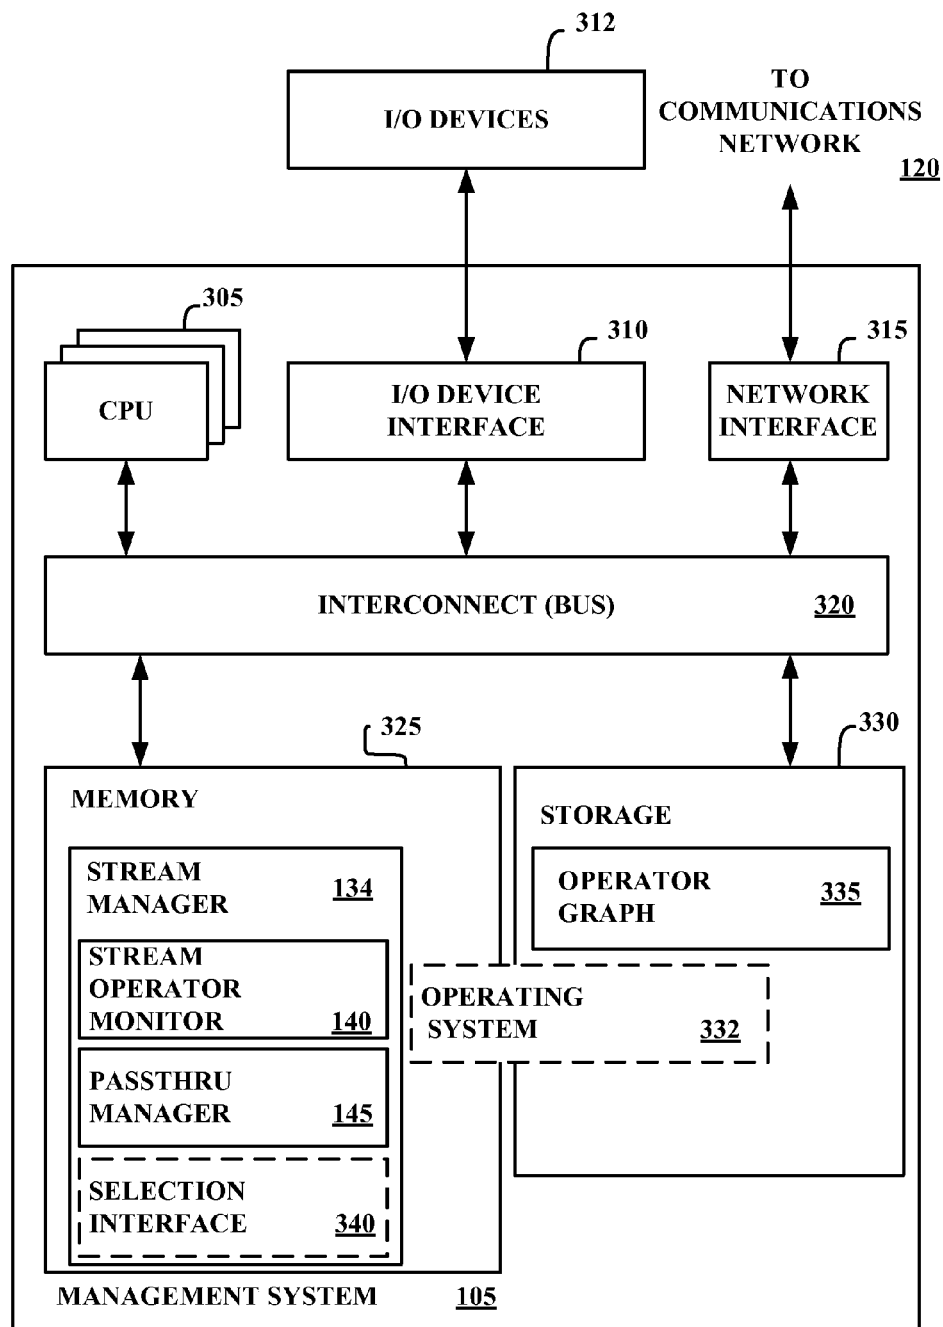 312
I/O DEVICES
TO
COMMUNICATIONS
NETWORK
120
305
CPU
310
I/O DEVICE
INTERFACE
315
NETWORK
INTERFACE
INTERCONNECT (BUS) 320
325
330
MEMORY
STORAGE
STREAM
MANAGER 134
OPERATOR
GRAPH 335
STREAM
OPERATOR
MONITOR 140
OPERATING
SYSTEM 332
PASSTHRU
MANAGER 145
SELECTION
INTERFACE 340
MANAGEMENT SYSTEM 105